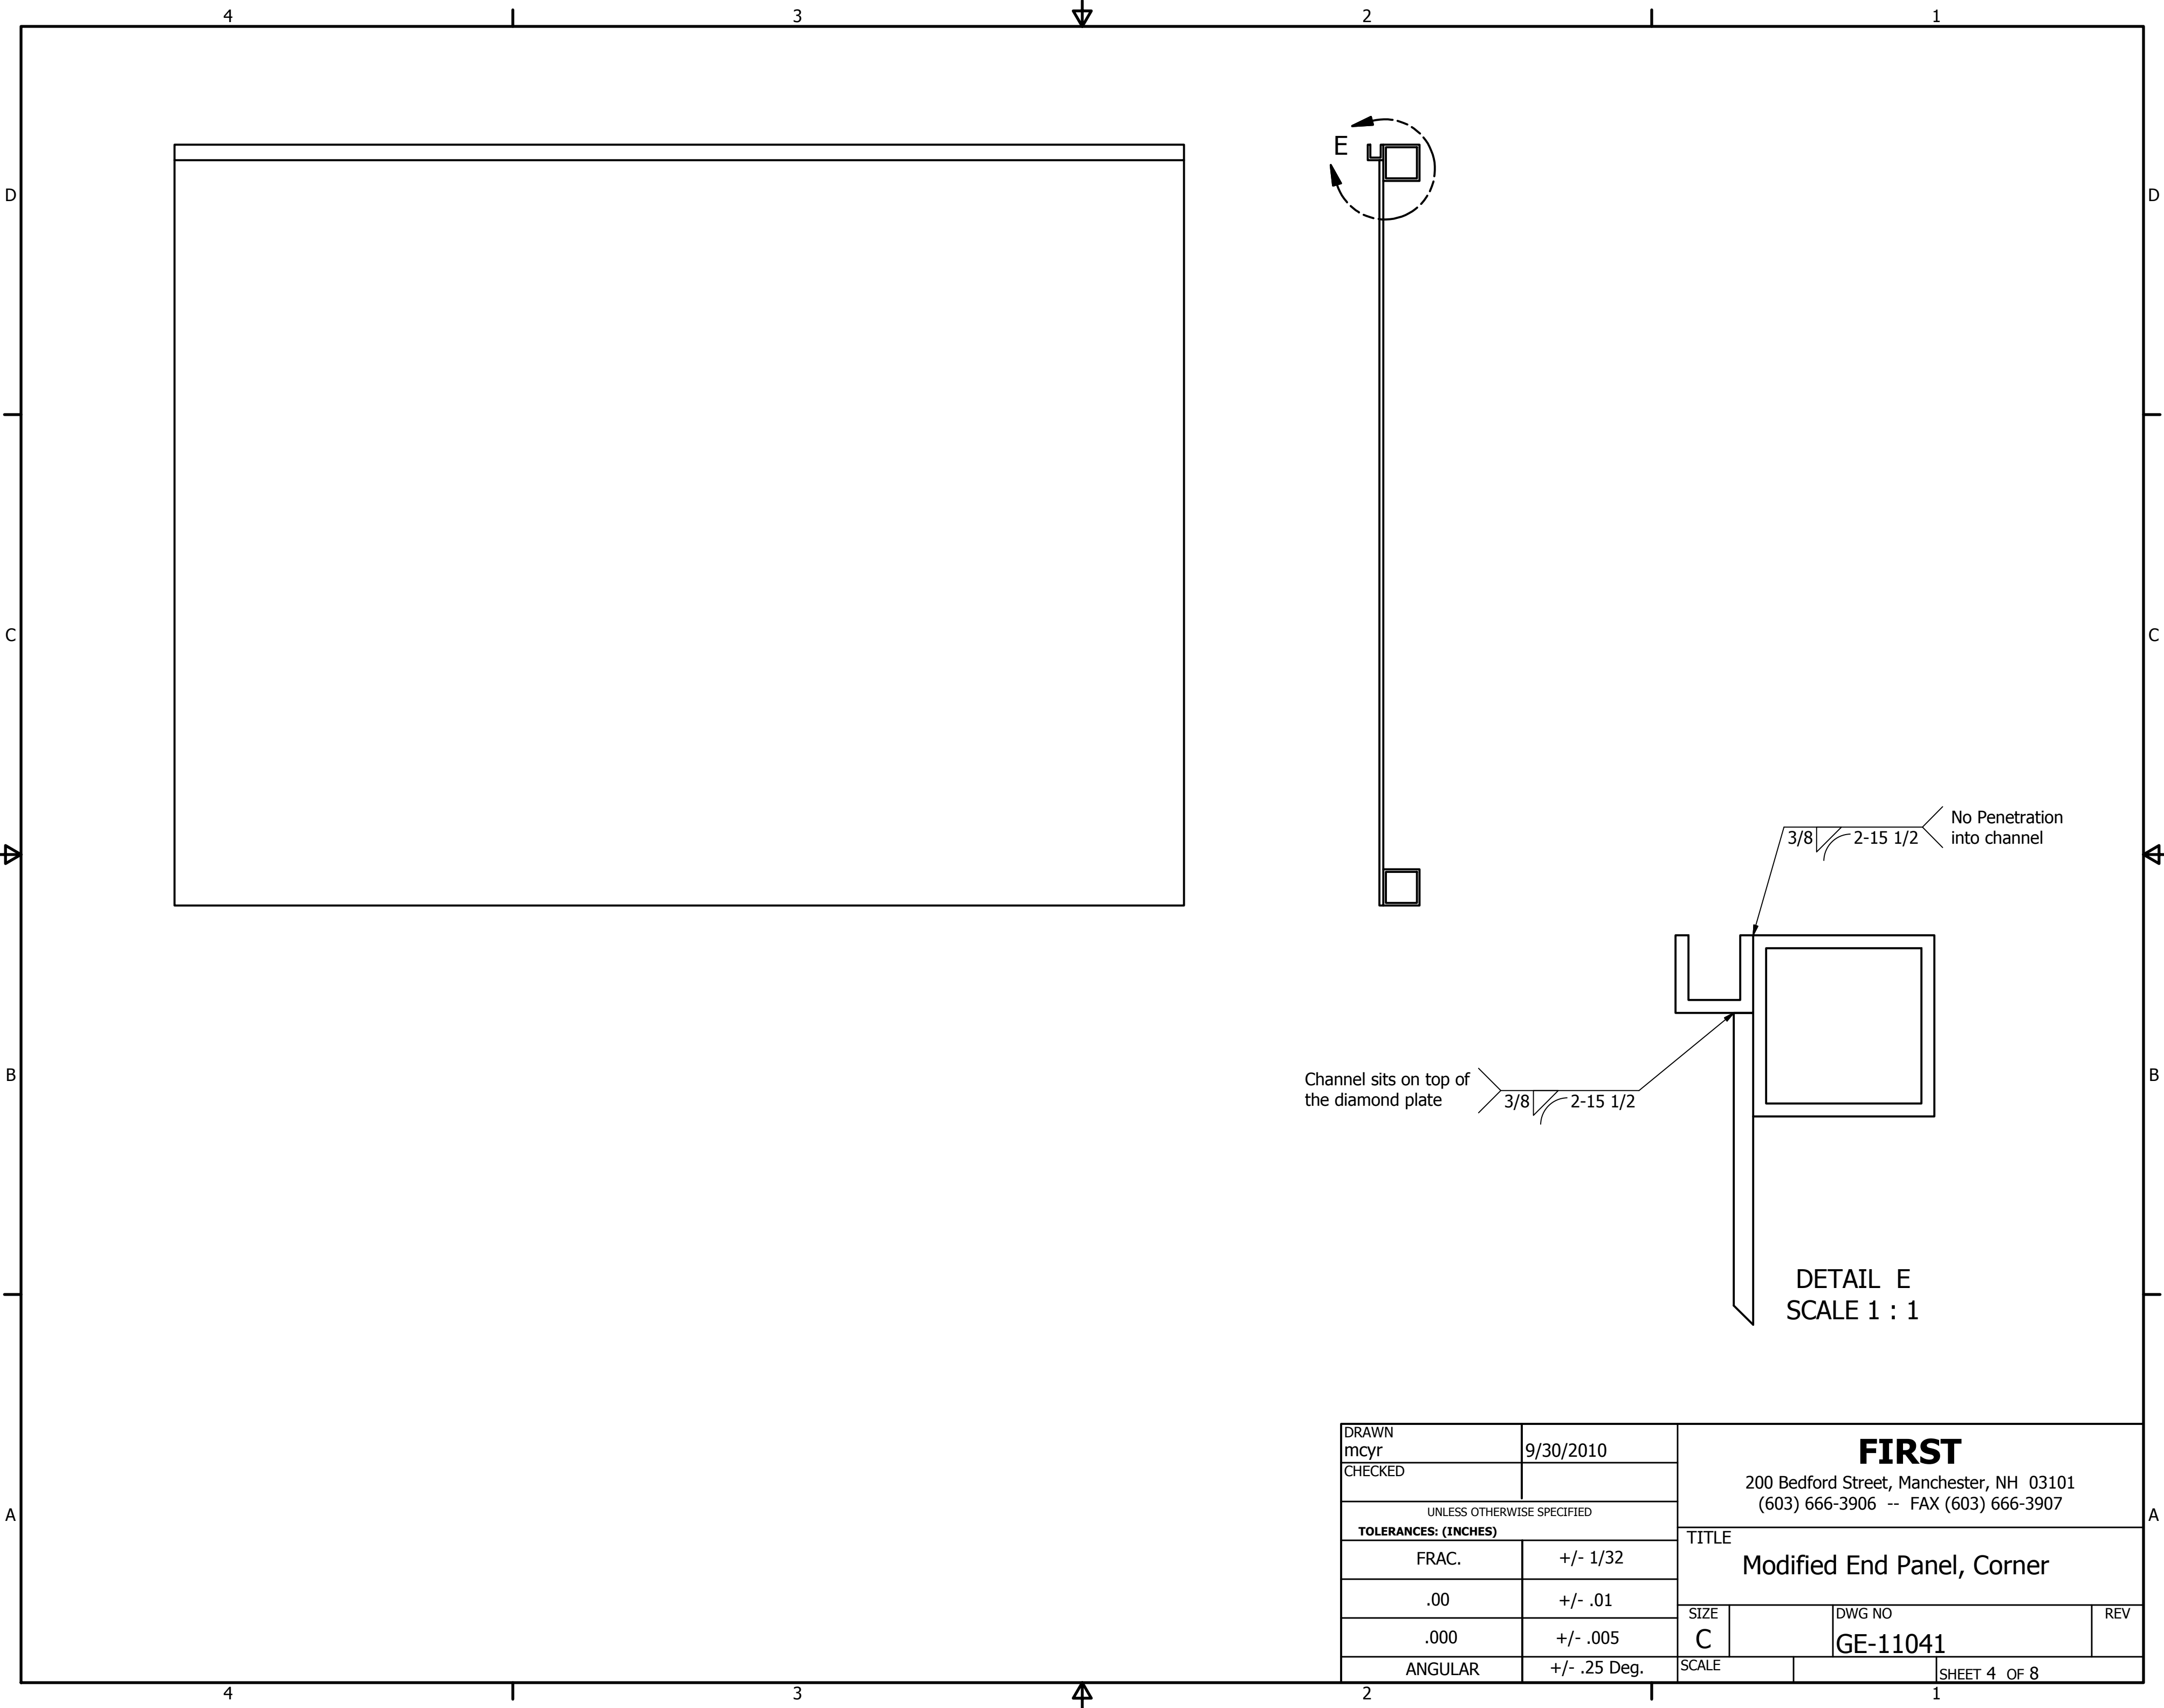 4 3 2 1
E
D D
C C
No Penetration
into channel
3/8 2-15 1/2
Channel sits on top of
the diamond plate
3/8 2-15 1/2
B B
DETAIL E
SCALE 1 : 1
DRAWN
mcyr 9/30/2010
CHECKED
UNLESS OTHERWISE SPECIFIED
TOLERANCES: (INCHES)
FRAC. +/- 1/32
.00 +/- .01
.000 +/- .005
ANGULAR +/- .25 Deg.
FIRST
200 Bedford Street, Manchester, NH 03101
(603) 666-3906 -- FAX (603) 666-3907
TITLE
Modified End Panel, Corner
SIZE
C
DWG NO
GE-11041
REV
SCALE
SHEET 4 OF 8
A A
4 3 2 1